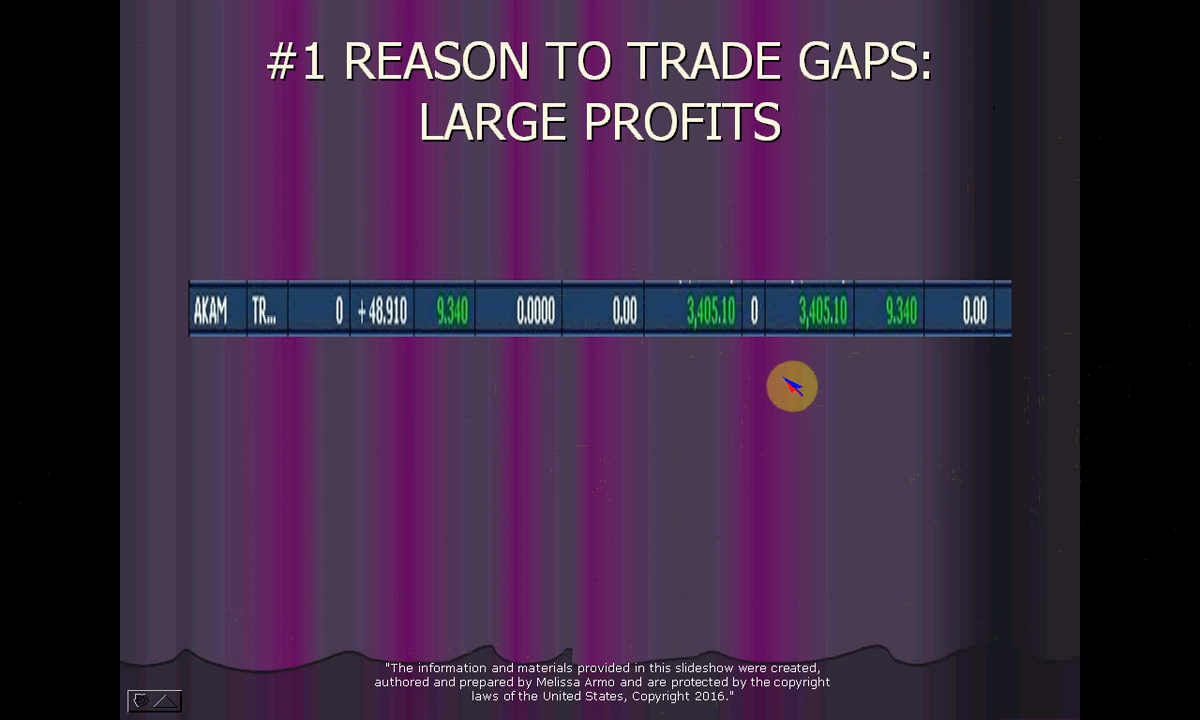 #1 REASON TO TRADE GAPS:
LARGE PROFITS
AKAM TR... 0 +48.910 9.340 0.0000 0.00 3,405.10 0 3,405.10 9.340 0.00
"The information and materials provided in this slideshow were created,
authored and prepared by Melissa Armo and are protected by the copyright
laws of the United States, Copyright 2016."